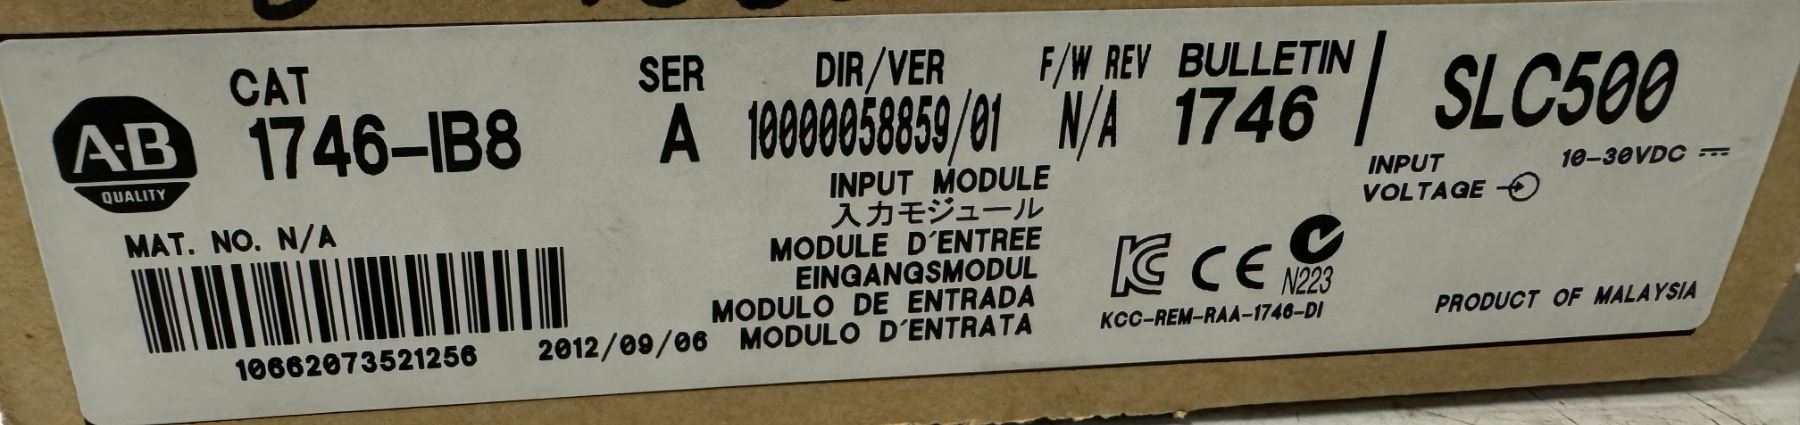 CAT
1746-IB8
SER
A
DIR/VER
10000058859/01
F/W REV
N/A
BULLETIN
1746
SLC500
A-B
QUALITY
INPUT MODULE
入力モジュール
MODULE D'ENTREE
EINGANGSMODUL
MODULO DE ENTRADA
MODULO D'ENTRATA
INPUT
VOLTAGE
10-30VDC
MAT. NO. N/A
10662073521256
2012/09/06
KC CE
N223
KCC-REM-RAA-1746-DI
PRODUCT OF MALAYSIA